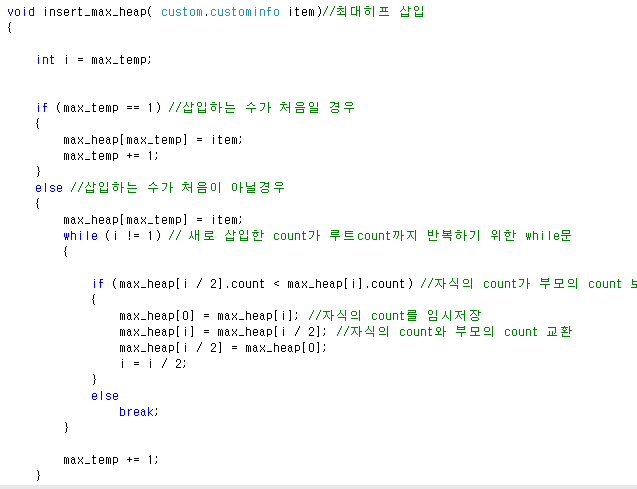 void insert_max_heap( custom.custominfo item)//최대히프 삽입
{
int i = max_temp;
if (max_temp == 1) //삽입하는 수가 처음일 경우
{
max_heap[max_temp] = item;
max_temp += 1;
}
else //삽입하는 수가 처음이 아닐경우
{
max_heap[max_temp] = item;
while (i != 1) // 새로 삽입한 count가 루트count까지 반복하기 위한 while문
{
if (max_heap[i / 2].count < max_heap[i].count) //자식의 count가 부모의 count 보
{
max_heap[0] = max_heap[i]; //자식의 count를 임시저장
max_heap[i] = max_heap[i / 2]; //자식의 count와 부모의 count 교환
max_heap[i / 2] = max_heap[0];
i = i / 2;
}
else
break;
}
max_temp += 1;
}